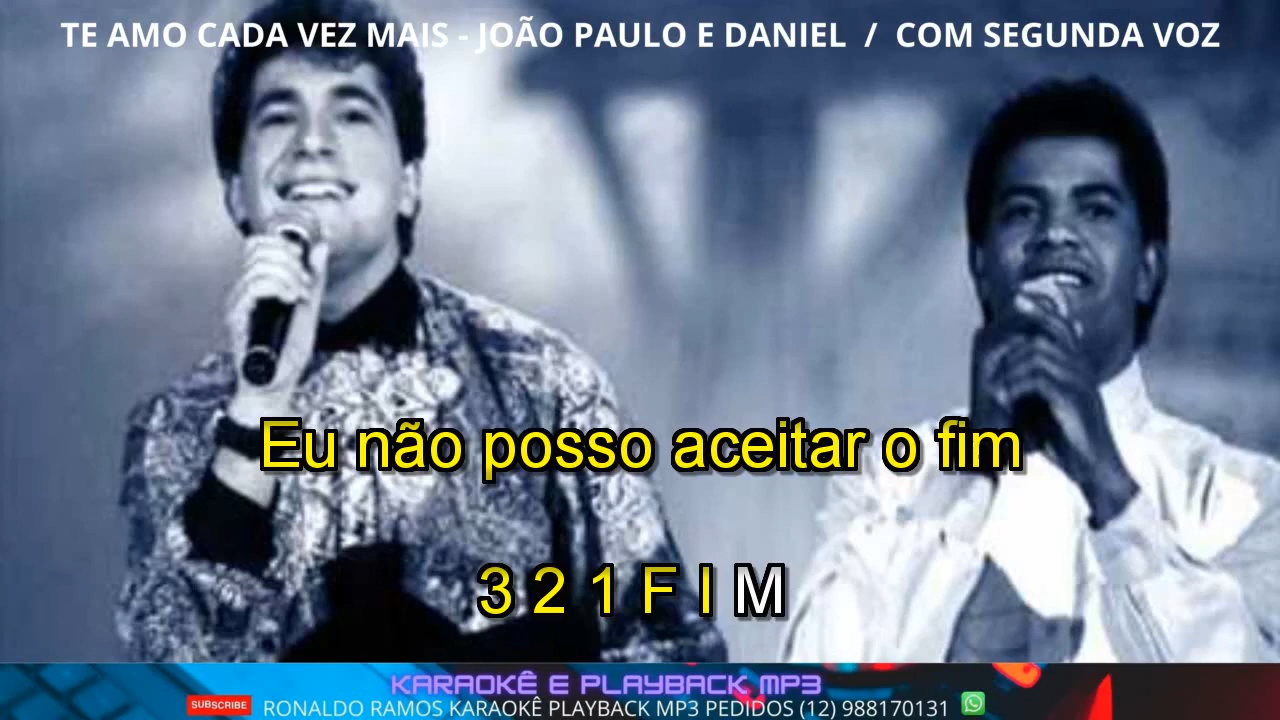 TE AMO CADA VEZ MAIS - JOÃO PAULO E DANIEL / COM SEGUNDA VOZ
Eu não posso aceitar o fim
3 2 1 F I M
KARAOKÊ E PLAYBACK MP3
SUBSCRIBE RONALDO RAMOS KARAOKÊ PLAYBACK MP3 PEDIDOS (12) 988170131